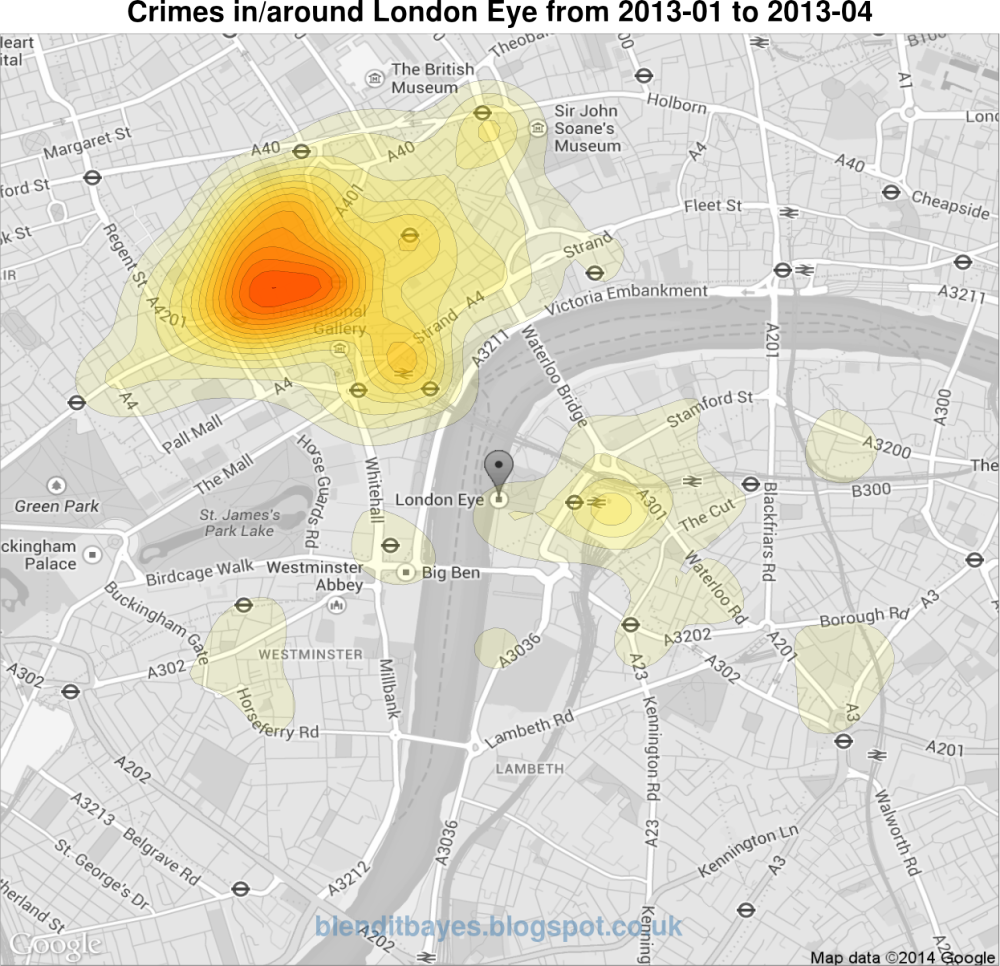 Crimes in/around London Eye from 2013-01 to 2013-04
leart
ital
The British
Museum
Theobal
B100
A1
Holborn
Sir John
Soane's
Museum
Lond
Margaret St
A40
A40
A4
A40
ford St
A401
Cheapside
Fleet St
k St
Regent St
Strand
IR
A4201
National
Gallery
A4
Strand
Victoria Embankment
A3211
A3211
A201
Waterloo Bridge
A4
A4
Stamford St
A300
Pall Mall
A3200
The Mall
Horse Guards Rd
Whitehall
The
London Eye
A301
B300
Green Park
The Cut
Blackfriars Rd
St. James's
Park Lake
ckingham
Palace
Birdcage Walk
Westminster
Abbey
Big Ben
Waterloo Rd
Buckingham Gate
A3
Borough Rd
A302
A302
WESTMINSTER
A3036
A3202
A201
A302
A23
Millbank
Horseferry Rd
Lambeth Rd
Kennington Rd
A3
A201
LAMBETH
A202
A3213
Belgrave Rd
Walworth Rd
A23
A3036
Kennington Ln
A3
St. George's Dr
A3212
therland St
blenditbayes.blogspot.co.uk
A202
Kenning
Google
Map data ©2014 Google